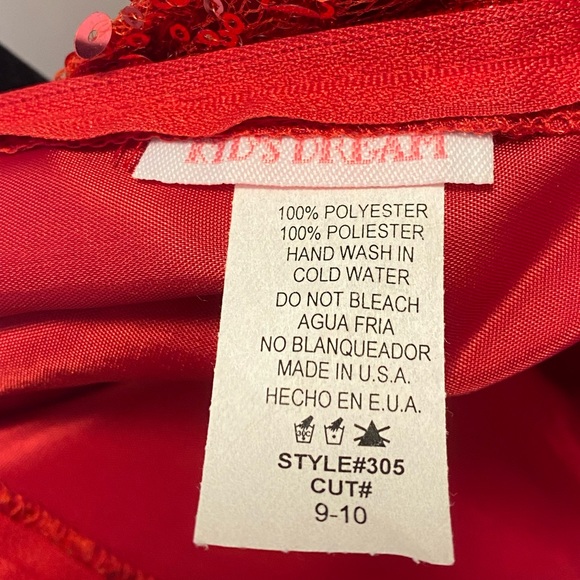 KID'S DREAM
100% POLYESTER
100% POLIESTER
HAND WASH IN
COLD WATER
DO NOT BLEACH
AGUA FRIA
NO BLANQUEADOR
MADE IN U.S.A.
HECHO EN E.U.A.
STYLE#305
CUT#
9-10